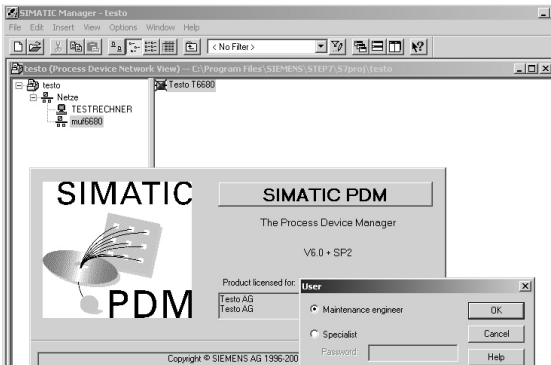 SIMATIC Manager - testo
File Edit Insert View Options Window Help
< No Filter >
testo (Process Device Network View) -- C:\Program Files\SIEMENS\STEP7\S7proj\testo
testo
Netze
TESTRECHNER
muf6680
Testo T6680
SIMATIC
PDM
SIMATIC PDM
The Process Device Manager
V6.0 + SP2
Product licensed for:
Testo AG
Testo AG
Copyright © SIEMENS AG 1996-200
User
Maintenance engineer
Specialist
Password:
OK
Cancel
Help